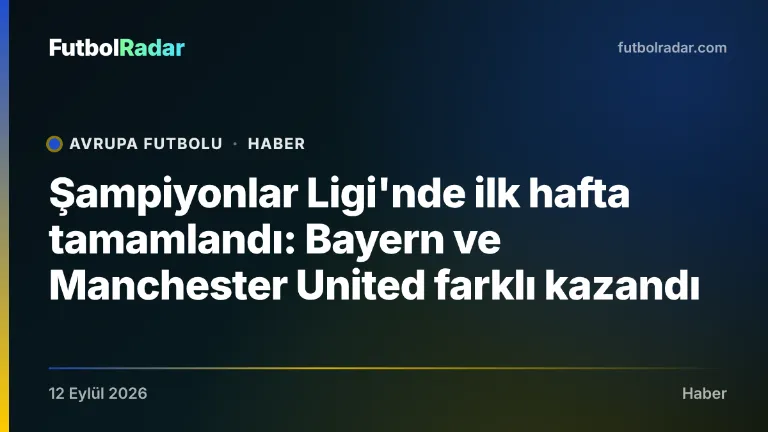 FutbolRadar
futbolradar.com
AVRUPA FUTBOLU · HABER
Şampiyonlar Ligi'nde ilk hafta
tamamlandı: Bayern ve
Manchester United farklı kazandı
12 Eylül 2026
Haber